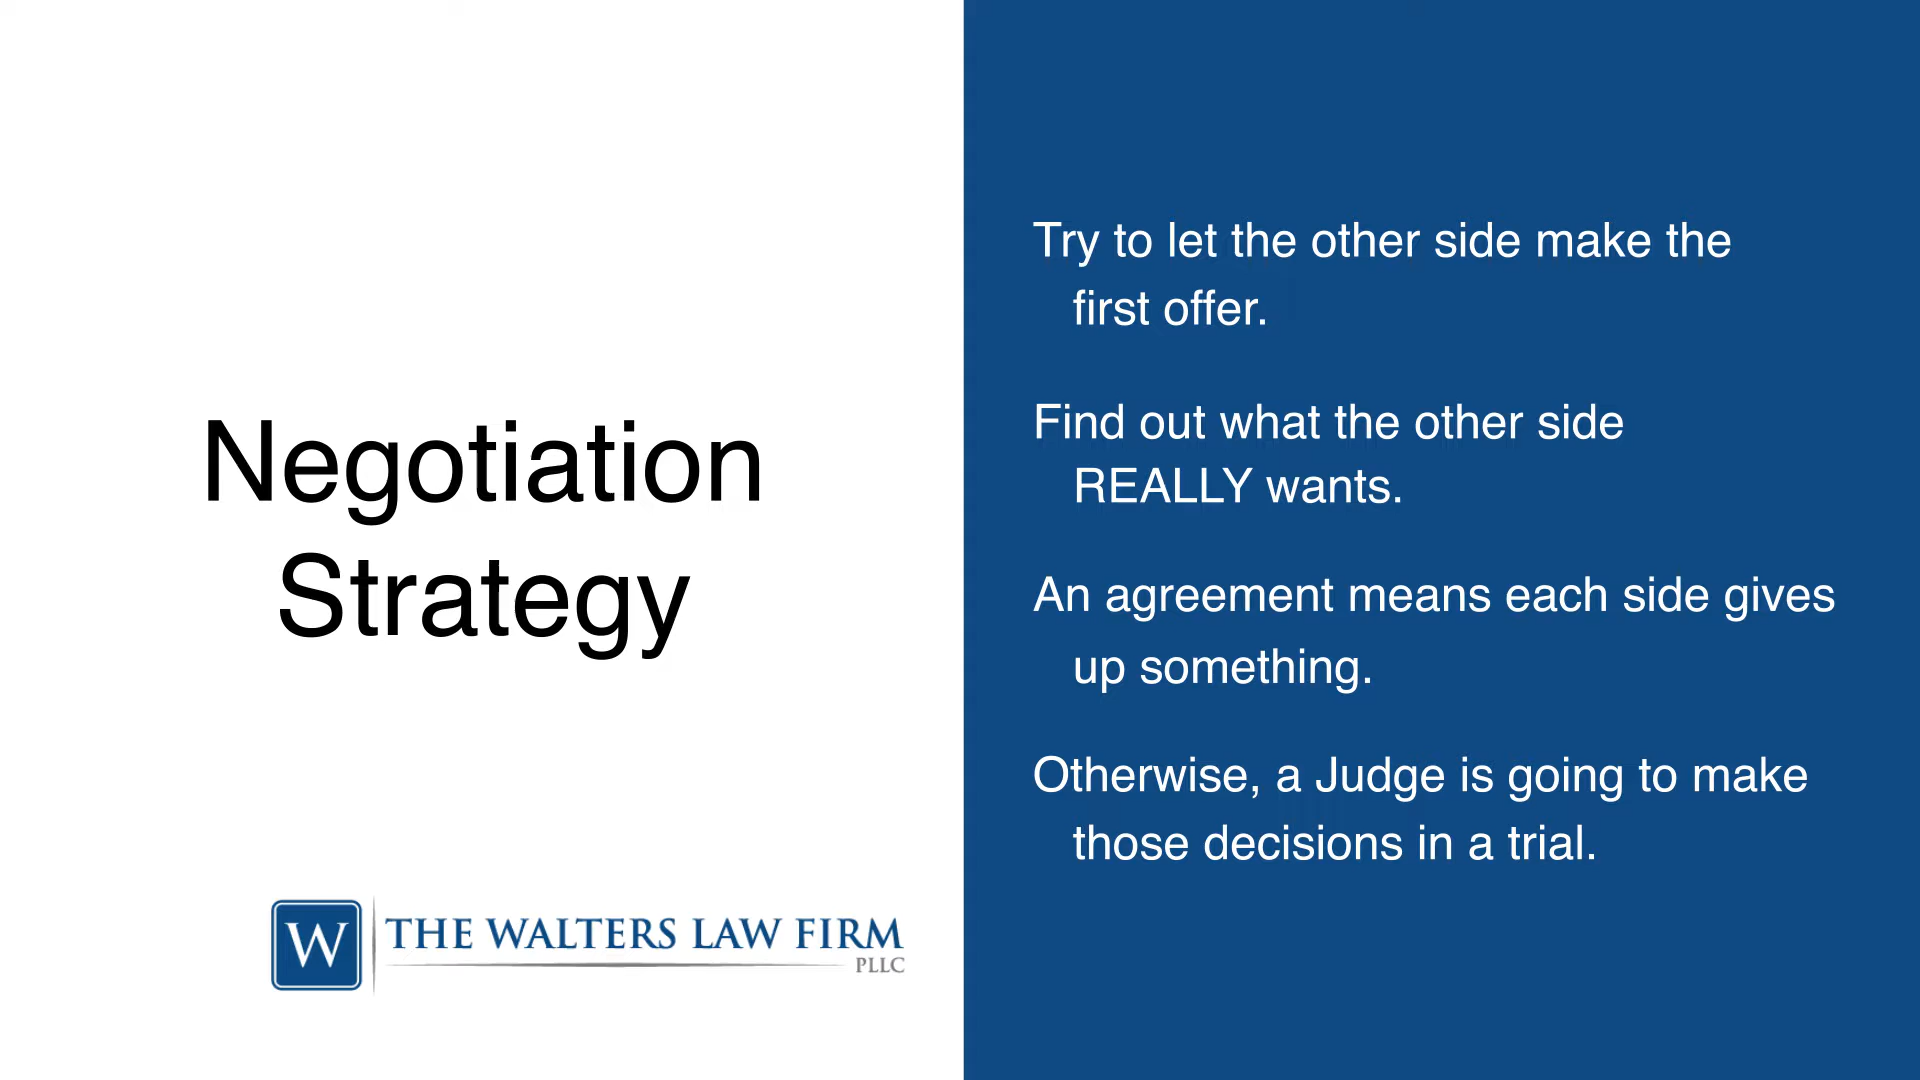 Negotiation
Strategy
W
THE WALTERS LAW FIRM
PLLC
Try to let the other side make the
first offer.
Find out what the other side
REALLY wants.
An agreement means each side gives
up something.
Otherwise, a Judge is going to make
those decisions in a trial.